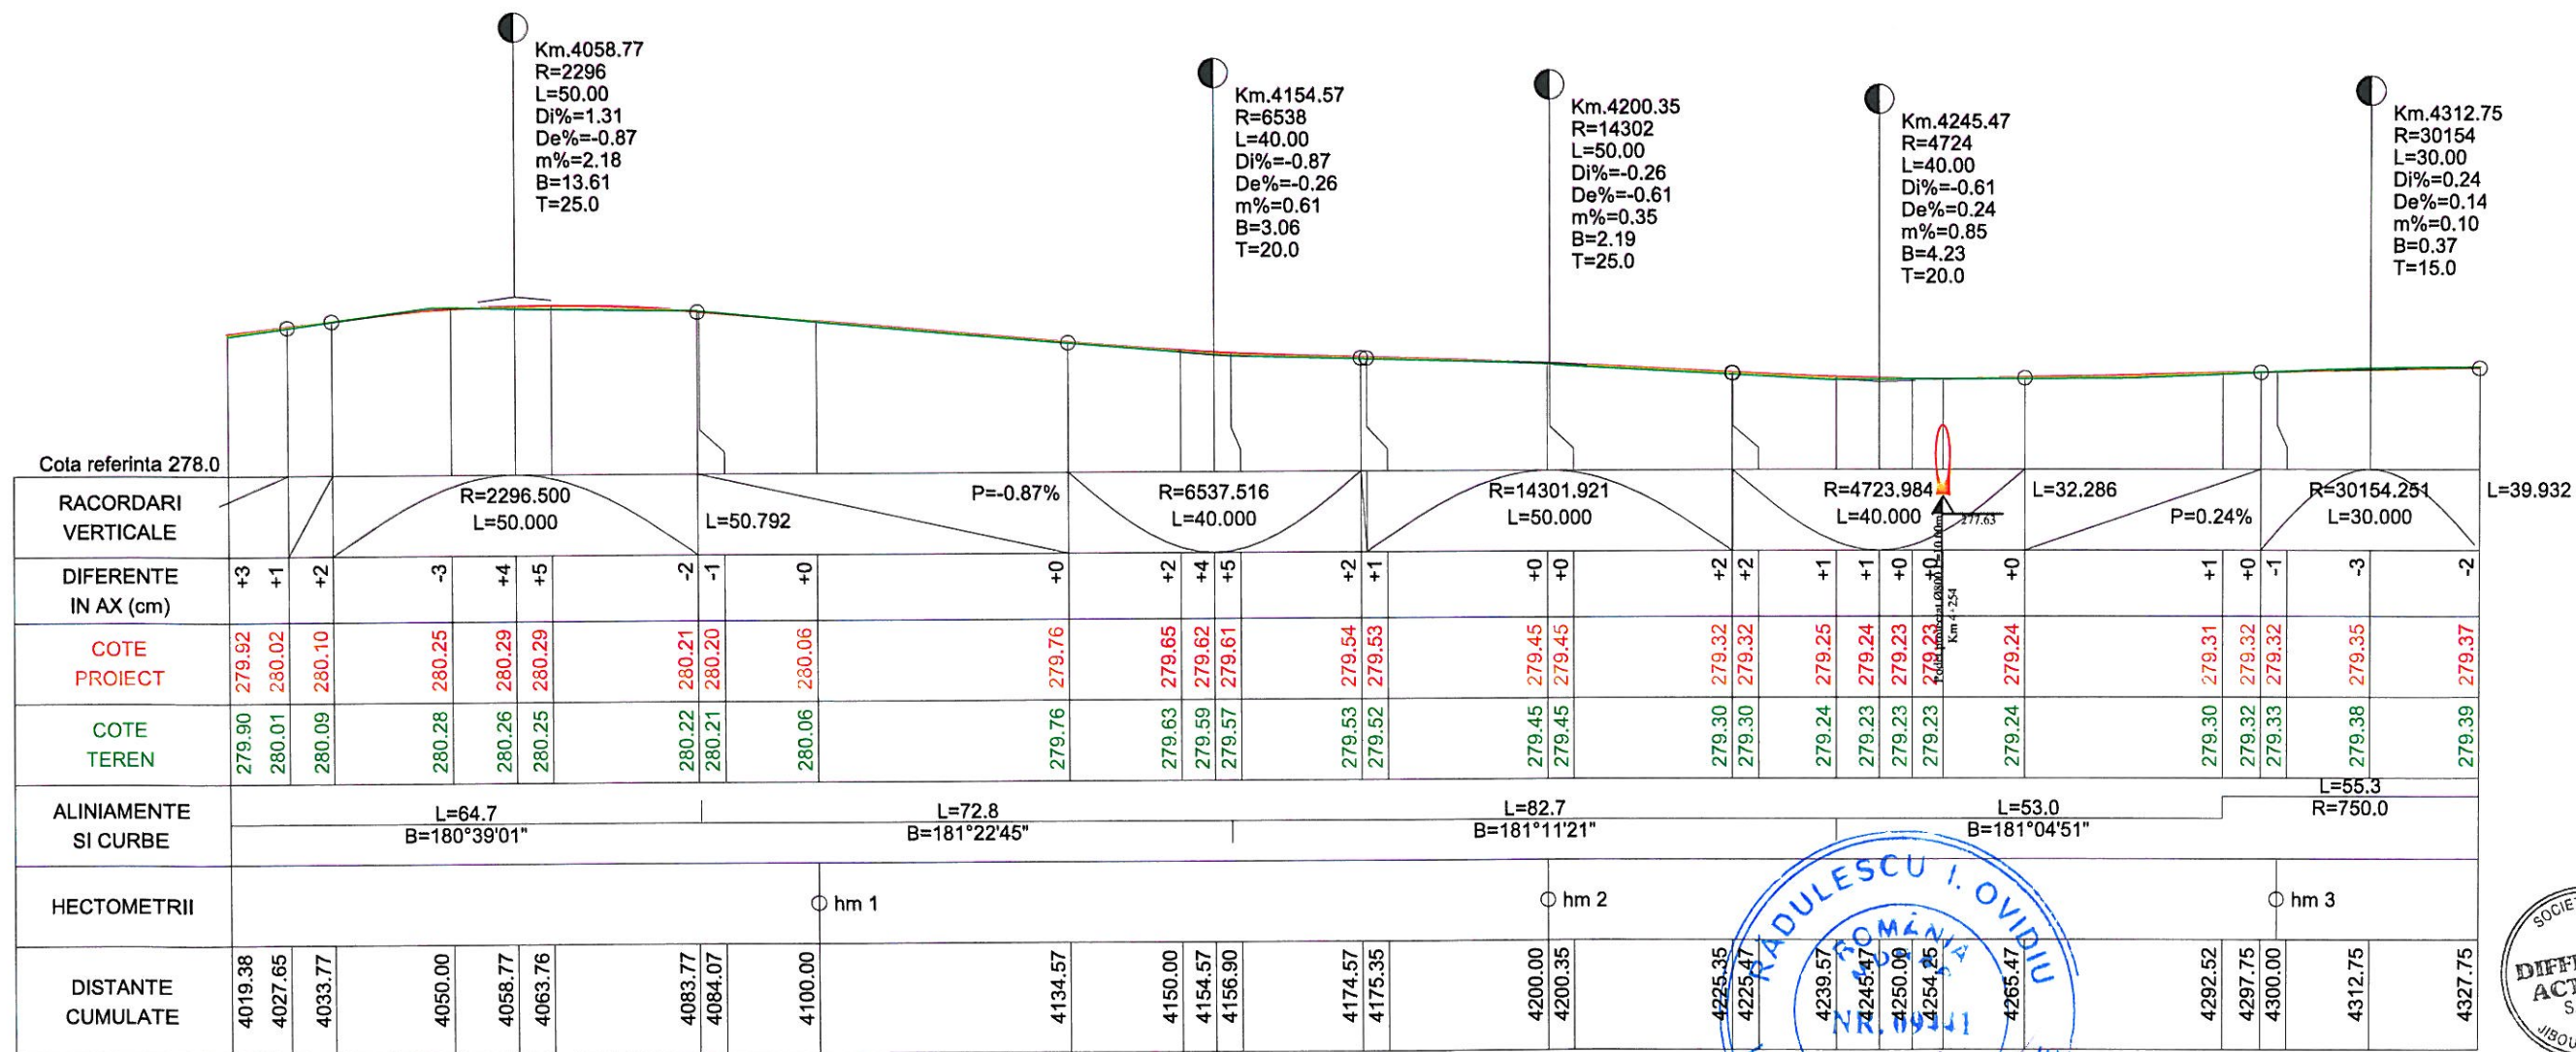 Km.4058.77
R=2296
L=50.00
Di%=1.31
De%=-0.87
m%=2.18
B=13.61
T=25.0
Km.4154.57
R=6538
L=40.00
Di%=-0.87
De%=-0.26
m%=0.61
B=3.06
T=20.0
Km.4200.35
R=14302
L=50.00
Di%=-0.26
De%=-0.61
m%=0.35
B=2.19
T=25.0
Km.4245.47
R=4724
L=40.00
Di%=-0.61
De%=0.24
m%=0.85
B=4.23
T=20.0
Km.4312.75
R=30154
L=30.00
Di%=0.24
De%=0.14
m%=0.10
B=0.37
T=15.0
Cota referinta 278.0
RACORDARI
VERTICALE
R=2296.500
L=50.000
L=50.792
P=-0.87%
R=6537.516
L=40.000
R=14301.921
L=50.000
R=4723.984
L=40.000
277.63
L=32.286
P=0.24%
R=30154.251
L=30.000
L=39.932
DIFERENTE
IN AX (cm)
+3 +1 +2 -3 +4 +5 -2 -1 +0 +0 +2 +4 +5 +2 +1 +0 +0 +2 +2 +1 +1 +0 +0 +0 +1 +0 -1 -3 -2
Km 4+254
COTE
PROIECT
279.92 280.02 280.10 280.25 280.29 280.29 280.21 280.20 280.06 279.76 279.65 279.62 279.61 279.54 279.53 279.45 279.45 279.32 279.32 279.25 279.24 279.23 279.23 279.24 279.31 279.32 279.32 279.35 279.37
COTE
TEREN
279.90 280.01 280.09 280.28 280.26 280.25 280.22 280.21 280.06 279.76 279.63 279.59 279.57 279.53 279.52 279.45 279.45 279.30 279.30 279.24 279.23 279.23 279.23 279.24 279.30 279.32 279.33 279.38 279.39
ALINIAMENTE
SI CURBE
L=64.7
B=180°39'01"
L=72.8
B=181°22'45"
L=82.7
B=181°11'21"
L=53.0
B=181°04'51"
L=55.3
R=750.0
HECTOMETRII
hm 1
hm 2
hm 3
DISTANTE
CUMULATE
4019.38 4027.65 4033.77 4050.00 4058.77 4063.76 4083.77 4084.07 4100.00 4134.57 4150.00 4154.57 4156.90 4174.57 4175.35 4200.00 4200.35 4225.35 4225.47 4239.57 4245.47 4250.00 4254.25 4265.47 4292.52 4297.75 4300.00 4312.75 4327.75
RĂDULESCU I. OVIDIU
ROMÂNIA